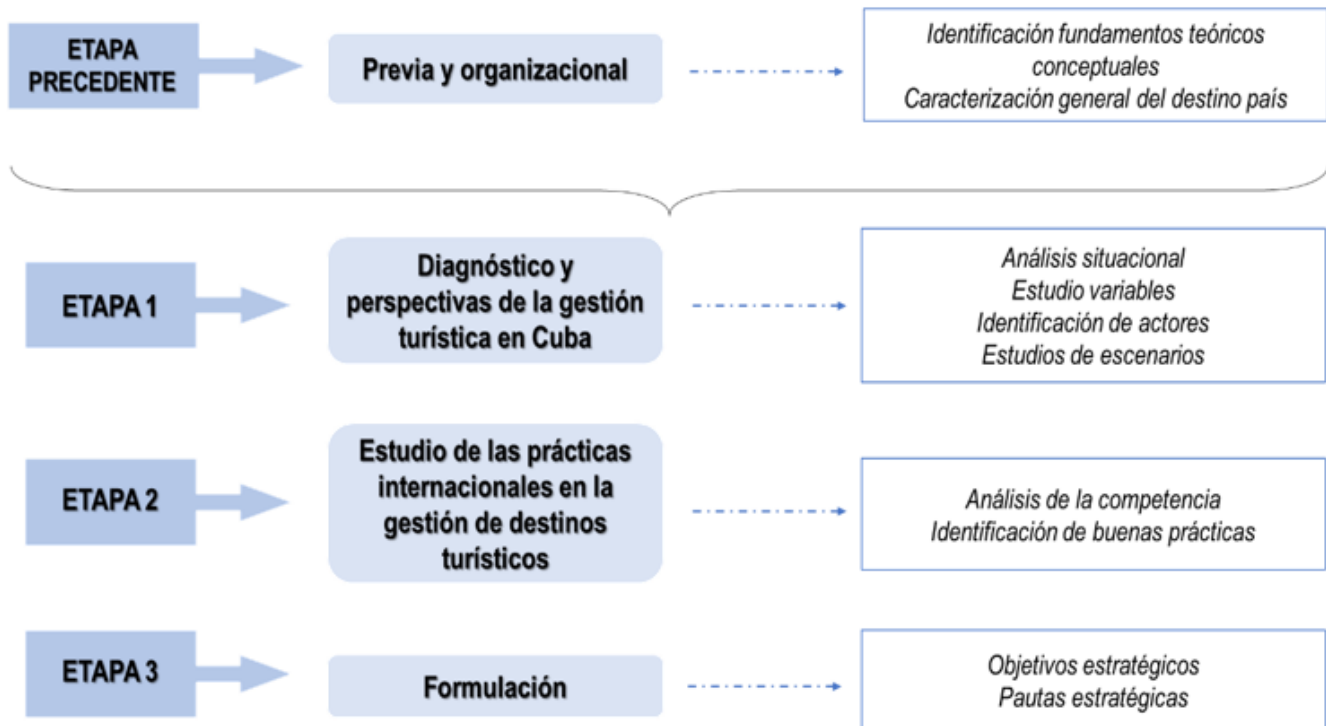 ETAPA
PRECEDENTE
Previa y organizacional
Identificación fundamentos teóricos
conceptuales
Caracterización general del destino país
ETAPA 1
Diagnóstico y
perspectivas de la gestión
turística en Cuba
Análisis situacional
Estudio variables
Identificación de actores
Estudios de escenarios
ETAPA 2
Estudio de las prácticas
internacionales en la
gestión de destinos
turísticos
Análisis de la competencia
Identificación de buenas prácticas
ETAPA 3
Formulación
Objetivos estratégicos
Pautas estratégicas